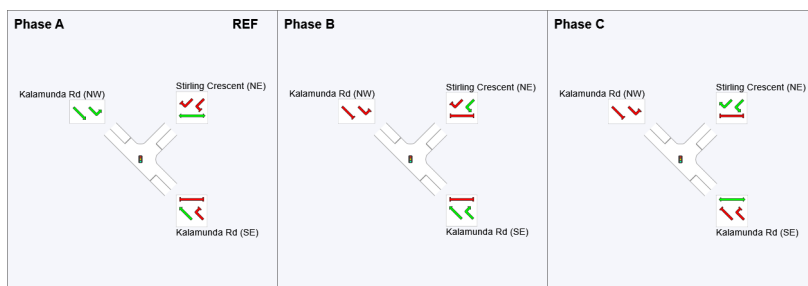 Phase A REF
Kalamunda Rd (NW)
Stirling Crescent (NE)
Kalamunda Rd (SE)
Phase B
Kalamunda Rd (NW)
Stirling Crescent (NE)
Kalamunda Rd (SE)
Phase C
Kalamunda Rd (NW)
Stirling Crescent (NE)
Kalamunda Rd (SE)